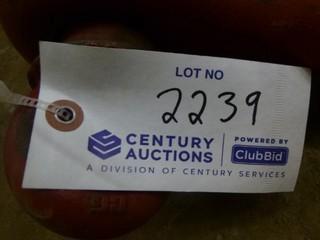 LOT NO
2239
CENTURY
AUCTIONS
POWERED BY
ClubBid
A DIVISION OF CENTURY SERVICES